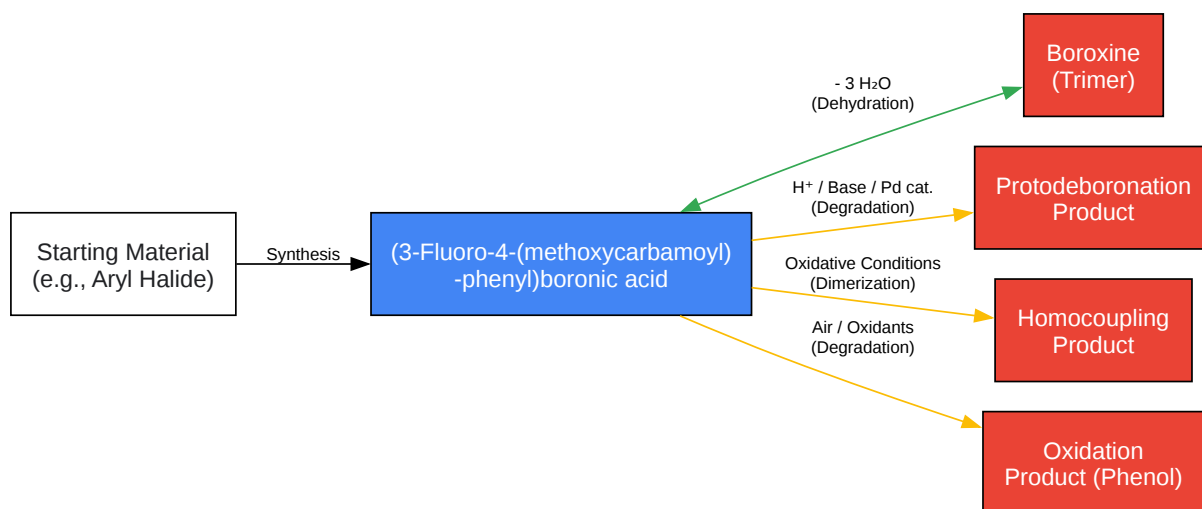 Boroxine
(Trimer)
- 3 H₂O
(Dehydration)
H⁺ / Base / Pd cat.
(Degradation)
Protodeboronation
Product
Starting Material
(e.g., Aryl Halide)
Synthesis
(3-Fluoro-4-(methoxycarbamoyl)
-phenyl)boronic acid
Oxidative Conditions
(Dimerization)
Homocoupling
Product
Air / Oxidants
(Degradation)
Oxidation
Product (Phenol)